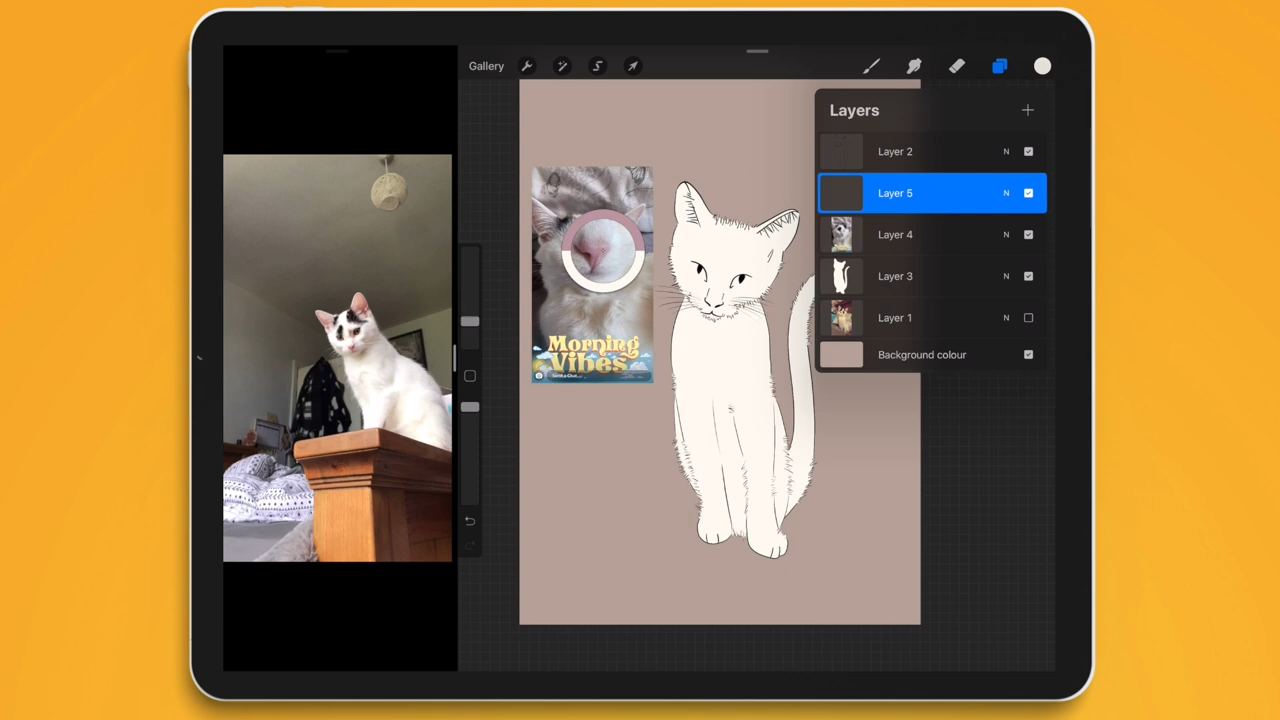 Gallery
Layers
Layer 2 N
Layer 5 N
Layer 4 N
Layer 3 N
Layer 1 N
Background colour
Morning
Vibes